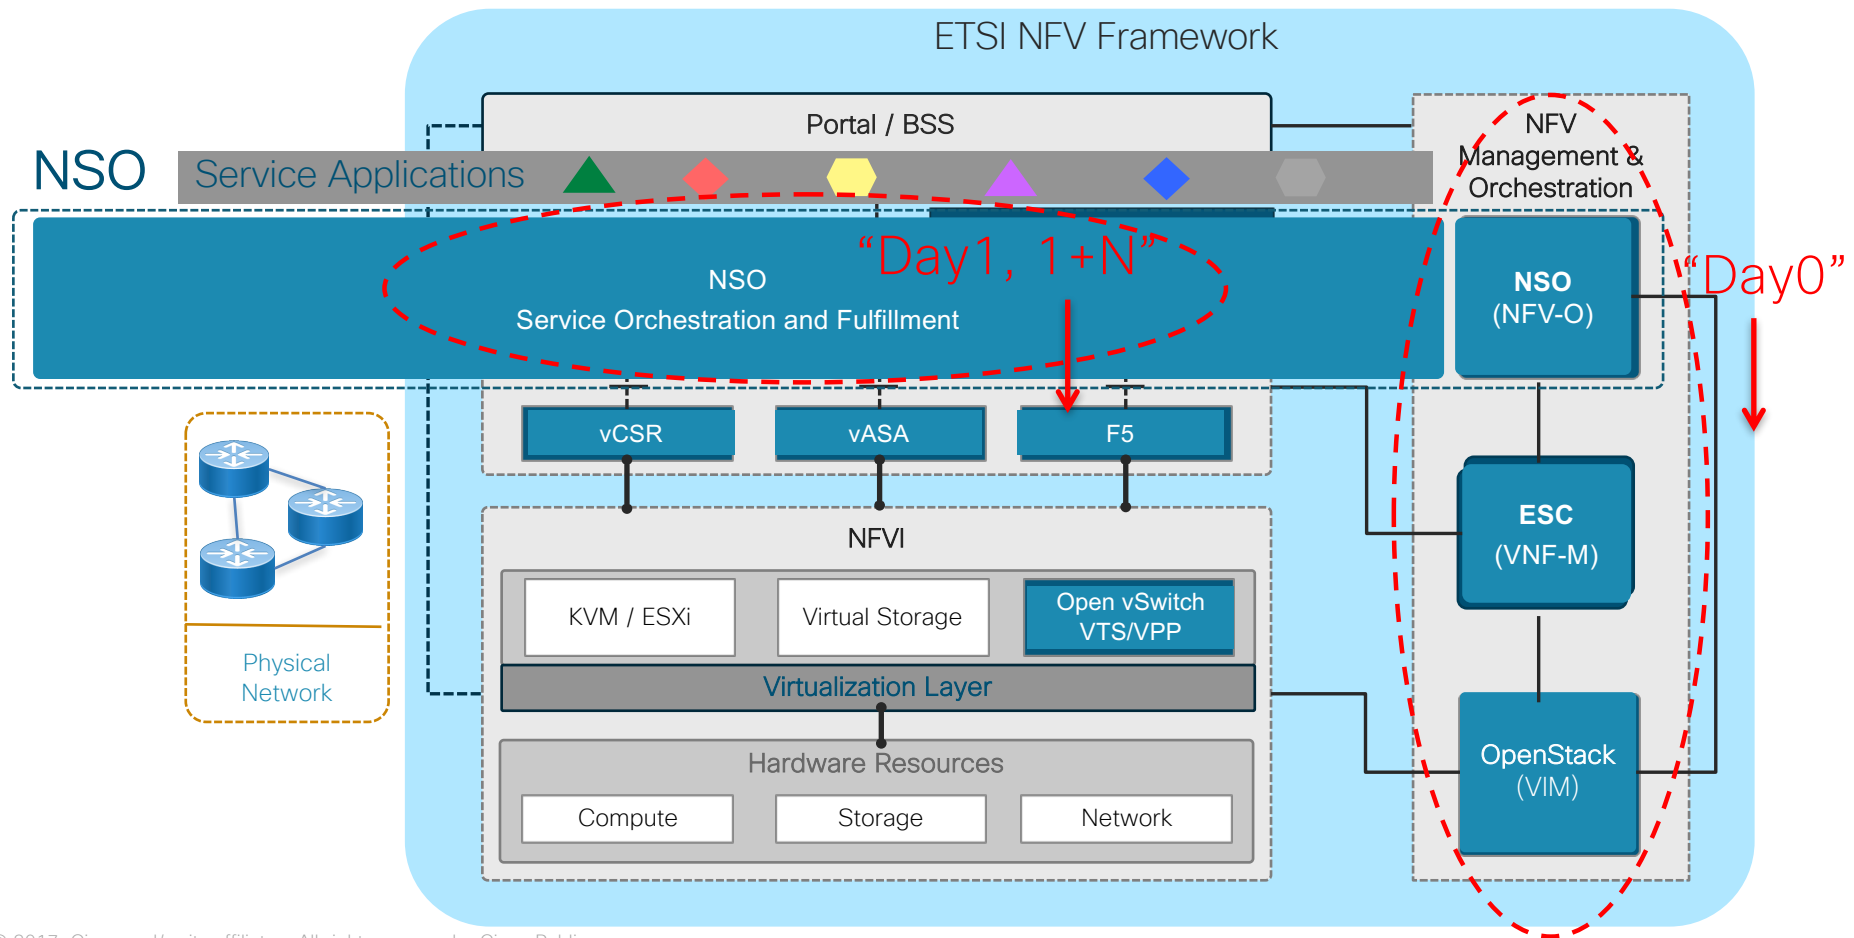 ETSI NFV Framework
Portal / BSS
NFV
Management &
Orchestration
NSO
Service Applications
"Day1, 1+N"
"Day0"
NSO
Service Orchestration and Fulfillment
NSO
(NFV-O)
vCSR
vASA
F5
ESC
(VNF-M)
NFVI
KVM / ESXi
Virtual Storage
Open vSwitch
VTS/VPP
Physical
Network
Virtualization Layer
OpenStack
(VIM)
Hardware Resources
Compute
Storage
Network